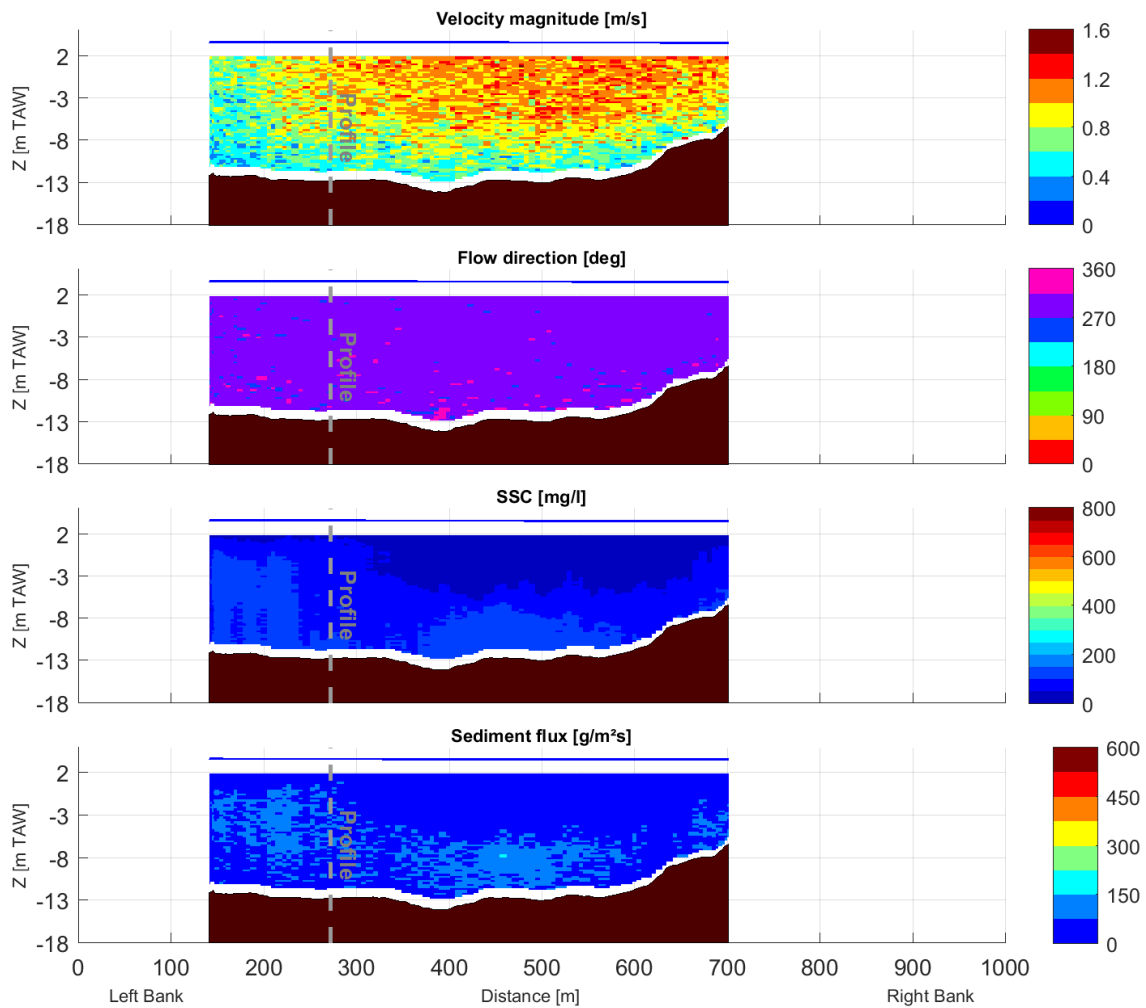 Velocity magnitude [m/s]
2
-3
-8
-13
-18
Z [m TAW]
Profile
1.6
1.2
0.8
0.4
0
Flow direction [deg]
2
-3
-8
-13
-18
Z [m TAW]
Profile
360
270
180
90
0
SSC [mg/l]
2
-3
-8
-13
-18
Z [m TAW]
Profile
800
600
400
200
0
Sediment flux [g/m²s]
2
-3
-8
-13
-18
Z [m TAW]
Profile
600
450
300
150
0
0 100 200 300 400 500 600 700 800 900 1000
Left Bank Distance [m] Right Bank